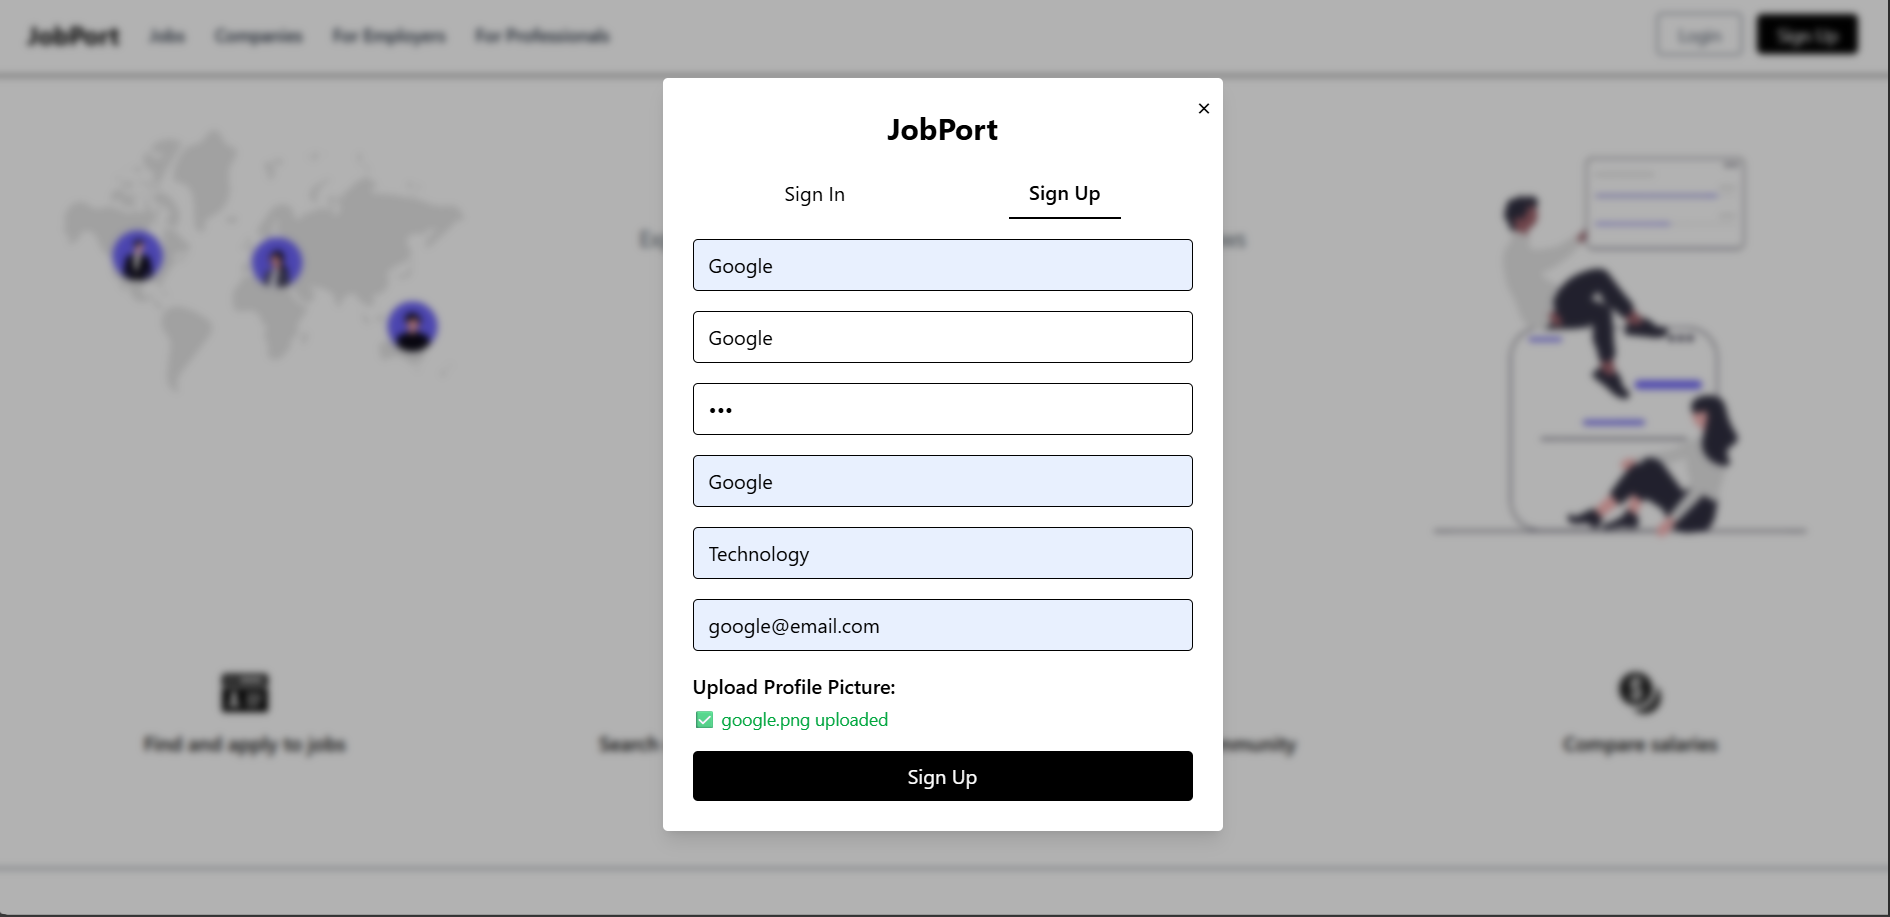 JobPort Jobs Companies For Employers For Professionals Login Sign Up
×
JobPort
Sign In Sign Up
Google
Google
•••
Google
Technology
google@email.com
Upload Profile Picture:
✅ google.png uploaded
Sign Up
Find and apply to jobs
Search
Compare salaries